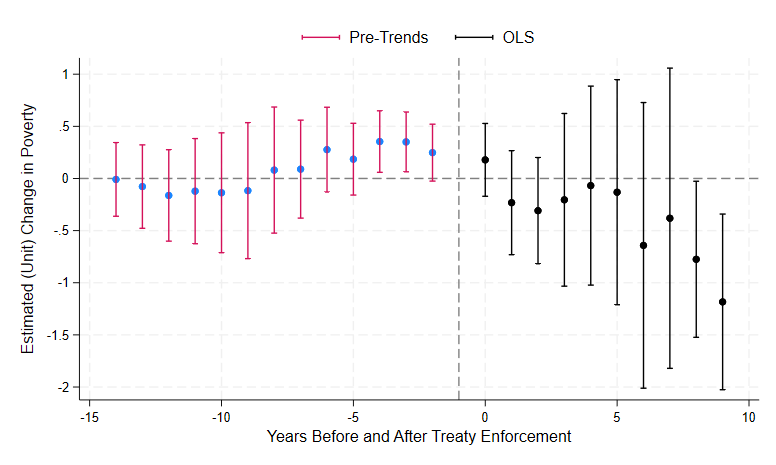 Pre-Trends OLS
Estimated (Unit) Change in Poverty
1
.5
0
-.5
-1
-1.5
-2
-15 -10 -5 0 5 10
Years Before and After Treaty Enforcement